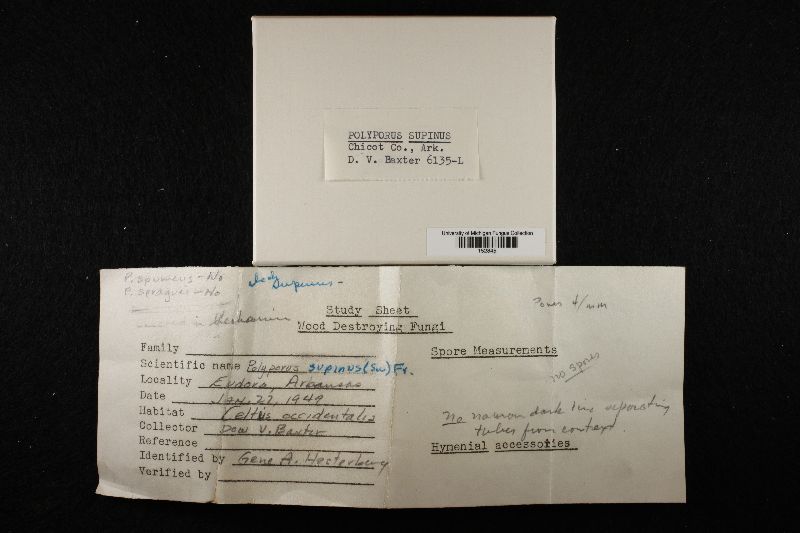 POLYPORUS SUPINUS
Chicot Co., Ark.
D. V. Baxter 6135-L
University of Michigan Fungus Collection
P. spumeus - No
P. spraguei - No
Supinus -
Study Sheet
Wood Destroying Fungi
Family
Scientific name Polyporus supinus (Sw) Fr.
Locality Eudora, Arkansas
Date Jan. 27, 1949
Habitat Celtis occidentalis
Collector Dow V. Baxter
Reference
Identified by Gene A. Hesterberg
Verified by
Pores 4/mm
Spore Measurements
no spores
No narrow dark line separating
tubes from context.
Hymenial accessories